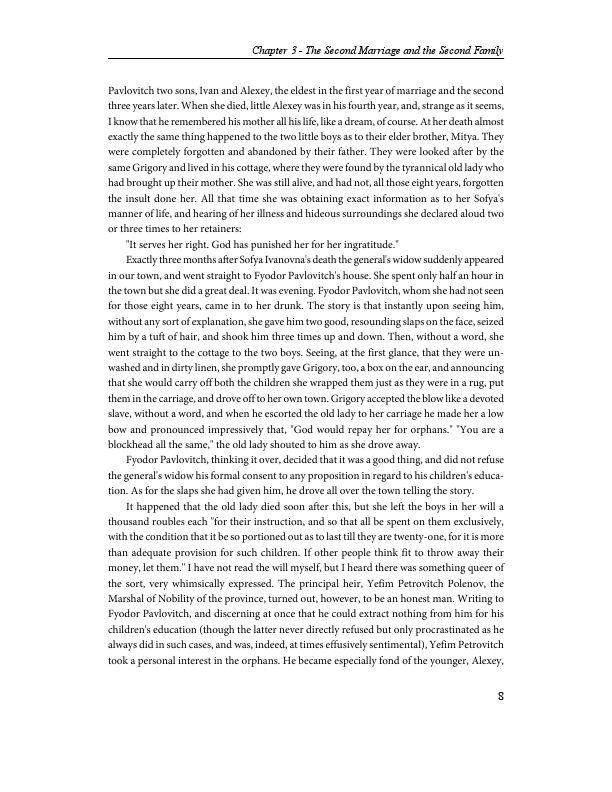 Chapter 3 - The Second Marriage and the Second Family
Pavlovitch two sons, Ivan and Alexey, the eldest in the first year of marriage and the second
three years later. When she died, little Alexey was in his fourth year, and, strange as it seems,
I know that he remembered his mother all his life, like a dream, of course. At her death almost
exactly the same thing happened to the two little boys as to their elder brother, Mitya. They
were completely forgotten and abandoned by their father. They were looked after by the
same Grigory and lived in his cottage, where they were found by the tyrannical old lady who
had brought up their mother. She was still alive, and had not, all those eight years, forgotten
the insult done her. All that time she was obtaining exact information as to her Sofya's
manner of life, and hearing of her illness and hideous surroundings she declared aloud two
or three times to her retainers:
"It serves her right. God has punished her for her ingratitude."
Exactly three months after Sofya Ivanovna's death the general's widow suddenly appeared
in our town, and went straight to Fyodor Pavlovitch's house. She spent only half an hour in
the town but she did a great deal. It was evening. Fyodor Pavlovitch, whom she had not seen
for those eight years, came in to her drunk. The story is that instantly upon seeing him,
without any sort of explanation, she gave him two good, resounding slaps on the face, seized
him by a tuft of hair, and shook him three times up and down. Then, without a word, she
went straight to the cottage to the two boys. Seeing, at the first glance, that they were un-
washed and in dirty linen, she promptly gave Grigory, too, a box on the ear, and announcing
that she would carry off both the children she wrapped them just as they were in a rug, put
them in the carriage, and drove off to her own town. Grigory accepted the blow like a devoted
slave, without a word, and when he escorted the old lady to her carriage he made her a low
bow and pronounced impressively that, "God would repay her for orphans." "You are a
blockhead all the same," the old lady shouted to him as she drove away.
Fyodor Pavlovitch, thinking it over, decided that it was a good thing, and did not refuse
the general's widow his formal consent to any proposition in regard to his children's educa-
tion. As for the slaps she had given him, he drove all over the town telling the story.
It happened that the old lady died soon after this, but she left the boys in her will a
thousand roubles each "for their instruction, and so that all be spent on them exclusively,
with the condition that it be so portioned out as to last till they are twenty-one, for it is more
than adequate provision for such children. If other people think fit to throw away their
money, let them." I have not read the will myself, but I heard there was something queer of
the sort, very whimsically expressed. The principal heir, Yefim Petrovitch Polenov, the
Marshal of Nobility of the province, turned out, however, to be an honest man. Writing to
Fyodor Pavlovitch, and discerning at once that he could extract nothing from him for his
children's education (though the latter never directly refused but only procrastinated as he
always did in such cases, and was, indeed, at times effusively sentimental), Yefim Petrovitch
took a personal interest in the orphans. He became especially fond of the younger, Alexey,
8